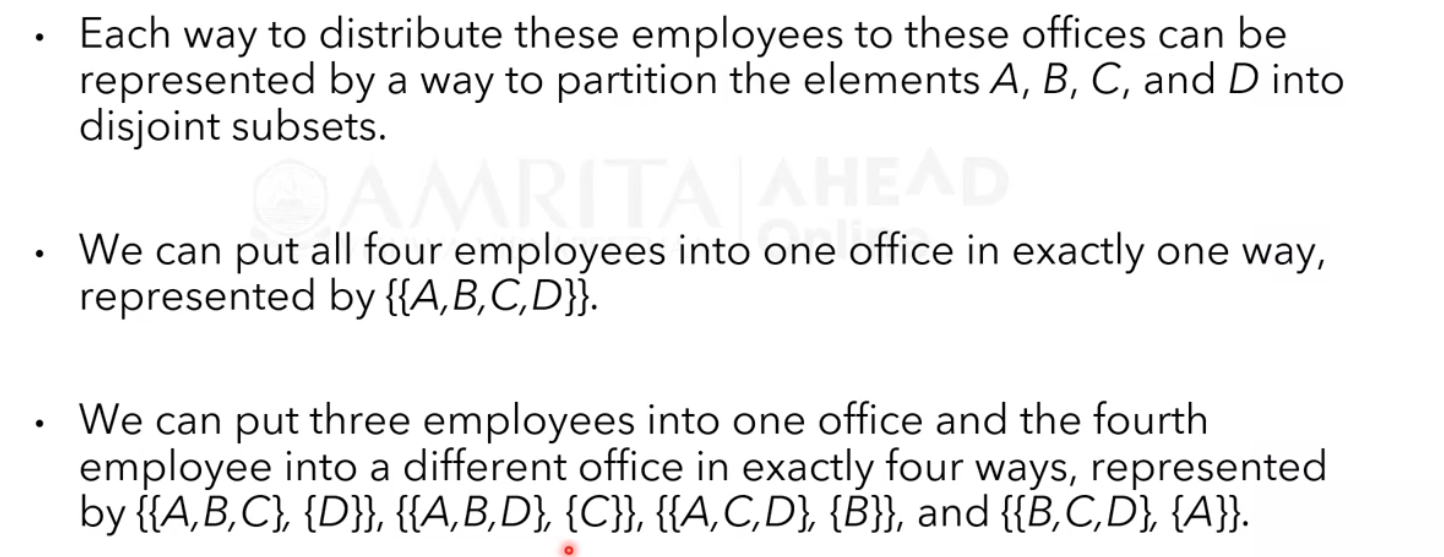 • Each way to distribute these employees to these offices can be
represented by a way to partition the elements A, B, C, and D into
disjoint subsets.
AMRITA | AHEAD
Online
• We can put all four employees into one office in exactly one way,
represented by {{A,B,C,D}}.
• We can put three employees into one office and the fourth
employee into a different office in exactly four ways, represented
by {{A,B,C}, {D}}, {{A,B,D}, {C}}, {{A,C,D}, {B}}, and {{B,C,D}, {A}}.